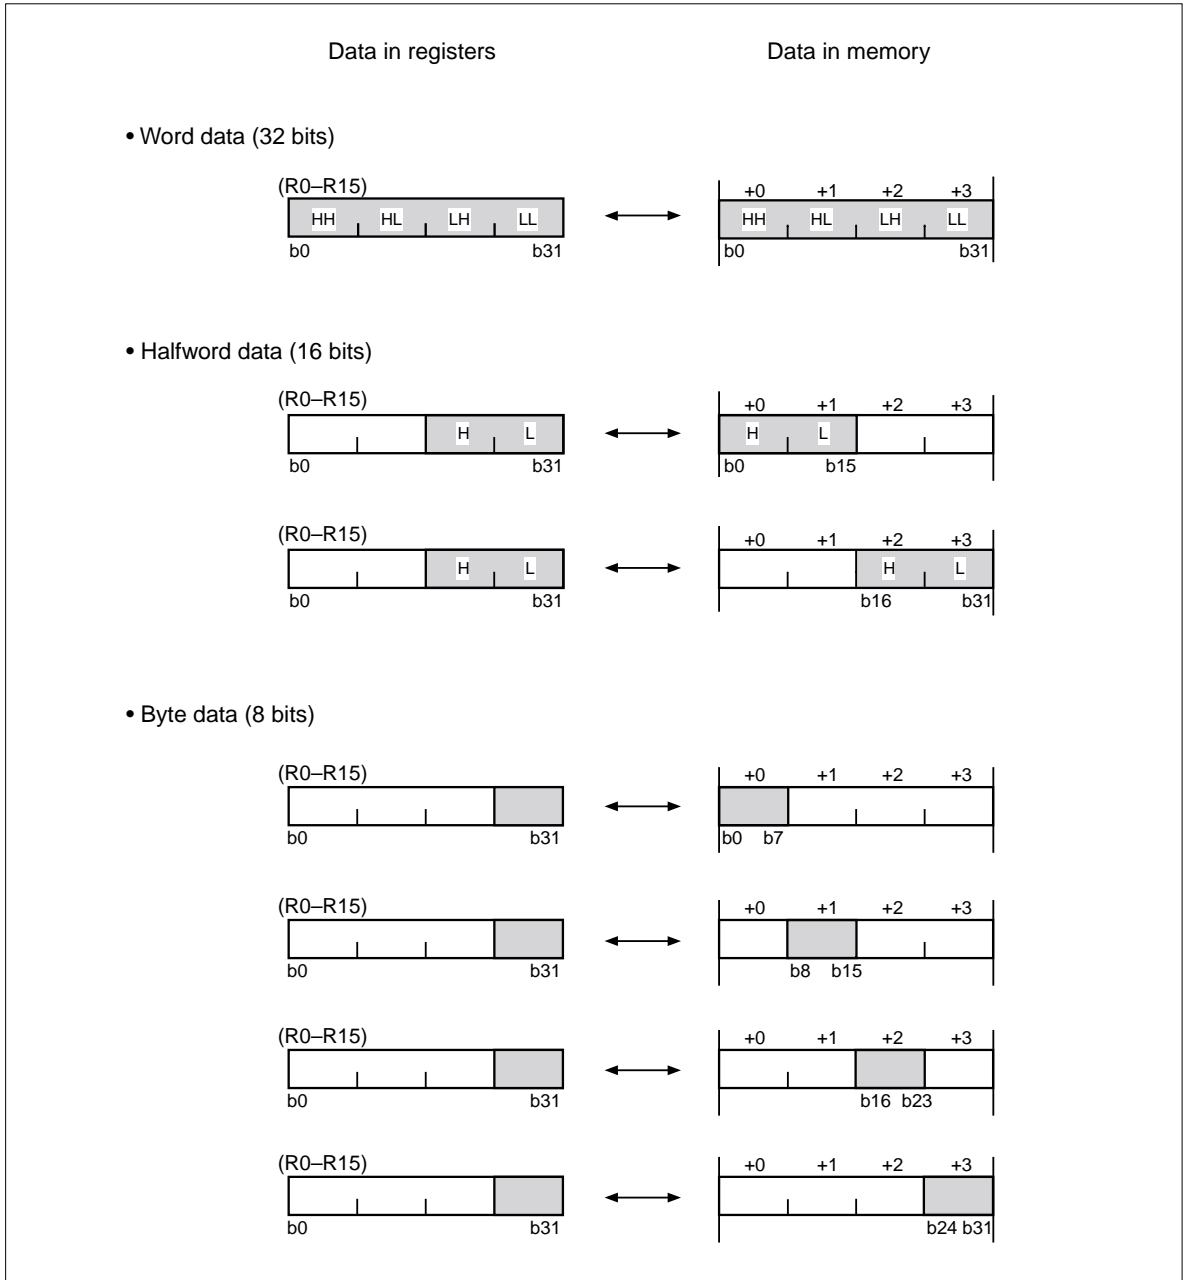 Data in registers Data in memory
• Word data (32 bits)
(R0–R15) +0 +1 +2 +3
HH HL LH LL HH HL LH LL
b0 b31 b0 b31
• Halfword data (16 bits)
(R0–R15) +0 +1 +2 +3
H L H L
b0 b31 b0 b15
(R0–R15) +0 +1 +2 +3
H L H L
b0 b31 b16 b31
• Byte data (8 bits)
(R0–R15) +0 +1 +2 +3
b0 b31 b0 b7
(R0–R15) +0 +1 +2 +3
b0 b31 b8 b15
(R0–R15) +0 +1 +2 +3
b0 b31 b16 b23
(R0–R15) +0 +1 +2 +3
b0 b31 b24 b31